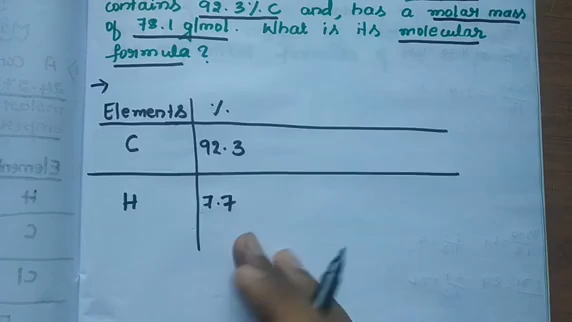 contains 92.3% C and, has a molar mass
of 78.1 g/mol. What is its molecular
formula?
→
Elements %
C 92.3
H 7.7